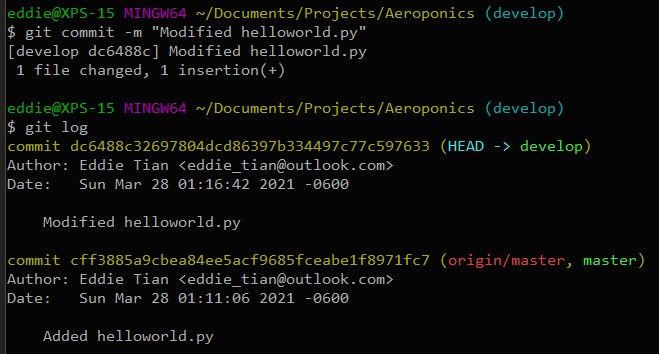 eddie@XPS-15 MINGW64 ~/Documents/Projects/Aeroponics (develop)
$ git commit -m "Modified helloworld.py"
[develop dc6488c] Modified helloworld.py
 1 file changed, 1 insertion(+)

eddie@XPS-15 MINGW64 ~/Documents/Projects/Aeroponics (develop)
$ git log
commit dc6488c32697804dcd86397b334497c77c597633 (HEAD -> develop)
Author: Eddie Tian <eddie_tian@outlook.com>
Date:   Sun Mar 28 01:16:42 2021 -0600

    Modified helloworld.py

commit cff3885a9cbea84ee5acf9685fceabe1f8971fc7 (origin/master, master)
Author: Eddie Tian <eddie_tian@outlook.com>
Date:   Sun Mar 28 01:11:06 2021 -0600

    Added helloworld.py